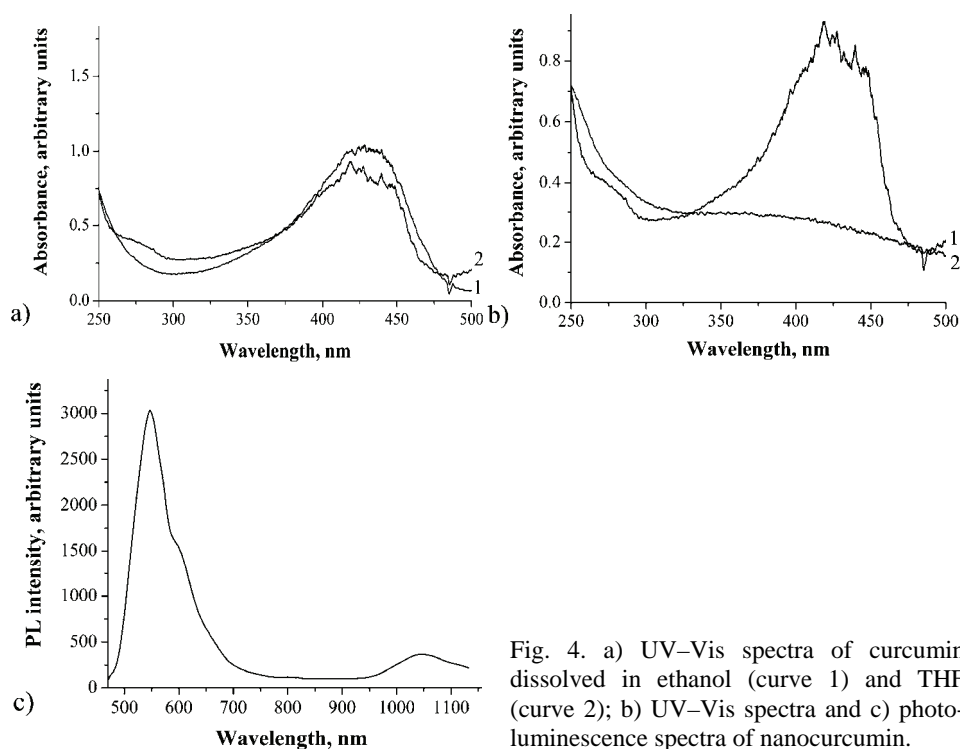 Absorbance, arbitrary units
1.5
1.0
0.5
0.0
2
1
250 300 350 400 450 500
a)
Wavelength, nm
Absorbance, arbitrary units
0.8
0.6
0.4
0.2
0.0
1
2
250 300 350 400 450 500
b)
Wavelength, nm
PL intensity, arbitrary units
3000
2500
2000
1500
1000
500
0
500 600 700 800 900 1000 1100
c)
Wavelength, nm
Fig. 4. a) UV–Vis spectra of curcumin
dissolved in ethanol (curve 1) and THF
(curve 2); b) UV–Vis spectra and c) photo-
luminescence spectra of nanocurcumin.